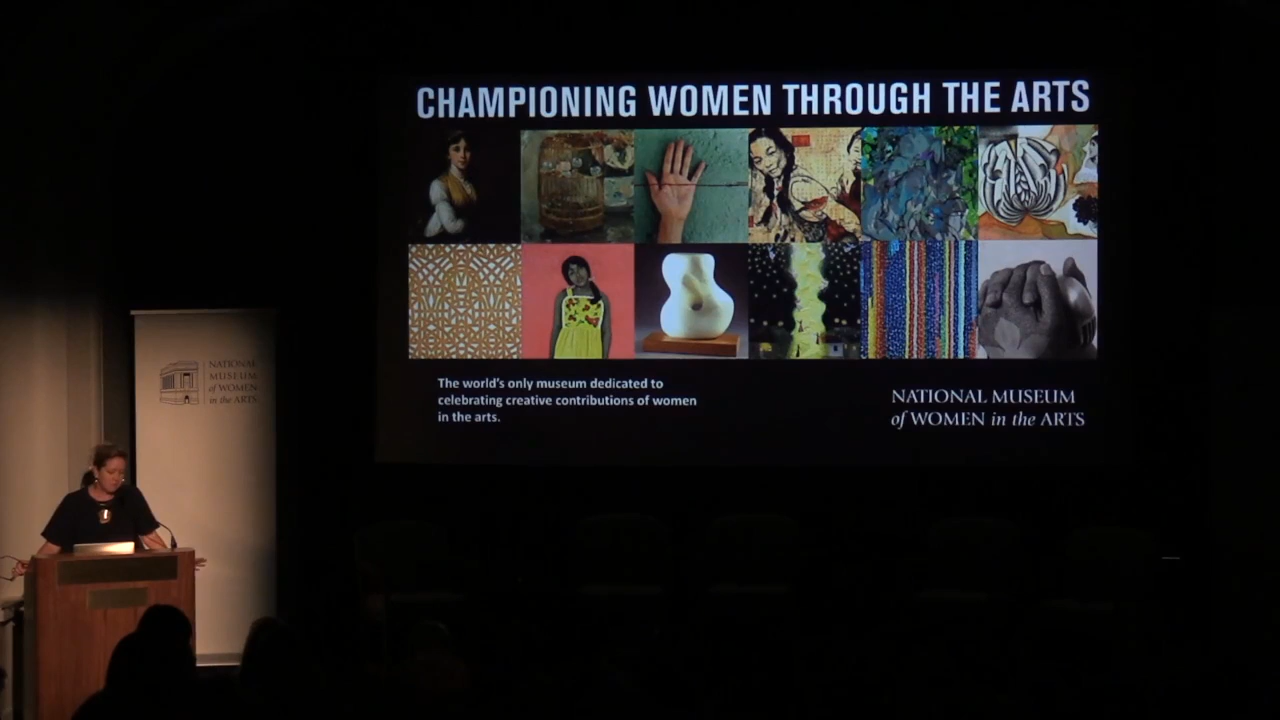 CHAMPIONING WOMEN THROUGH THE ARTS
The world's only museum dedicated to
celebrating creative contributions of women
in the arts.
NATIONAL MUSEUM
of WOMEN in the ARTS
NATIONAL
MUSEUM
of WOMEN
in the ARTS